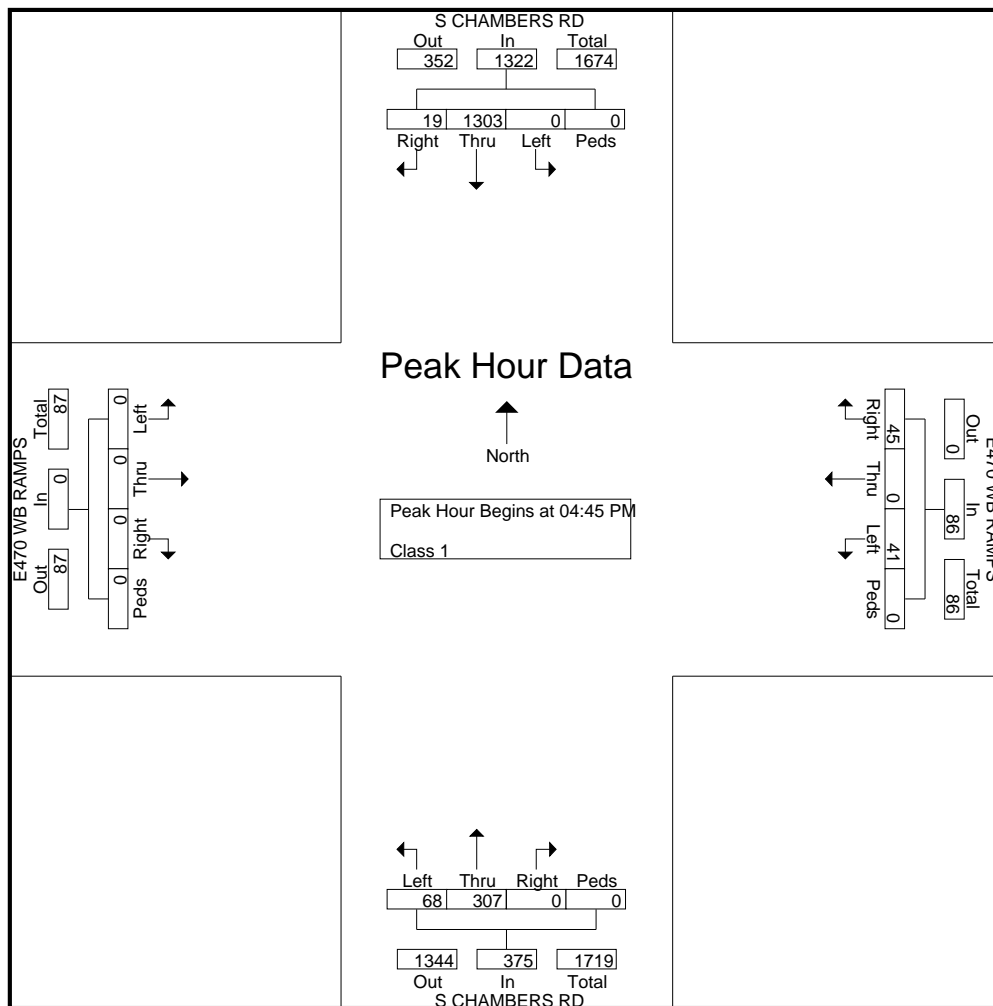 S CHAMBERS RD
Out In Total
352 1322 1674
19 1303 0 0
Right Thru Left Peds
Peak Hour Data
North
Peak Hour Begins at 04:45 PM
Class 1
E470 WB RAMPS
Out In Total
87 0 87
0 0 0 0
Left Thru Right Peds
E470 WB RAMPS
Out In Total
0 86 86
45 0 41 0
Right Thru Left Peds
Left Thru Right Peds
68 307 0 0
1344 375 1719
Out In Total
S CHAMBERS RD